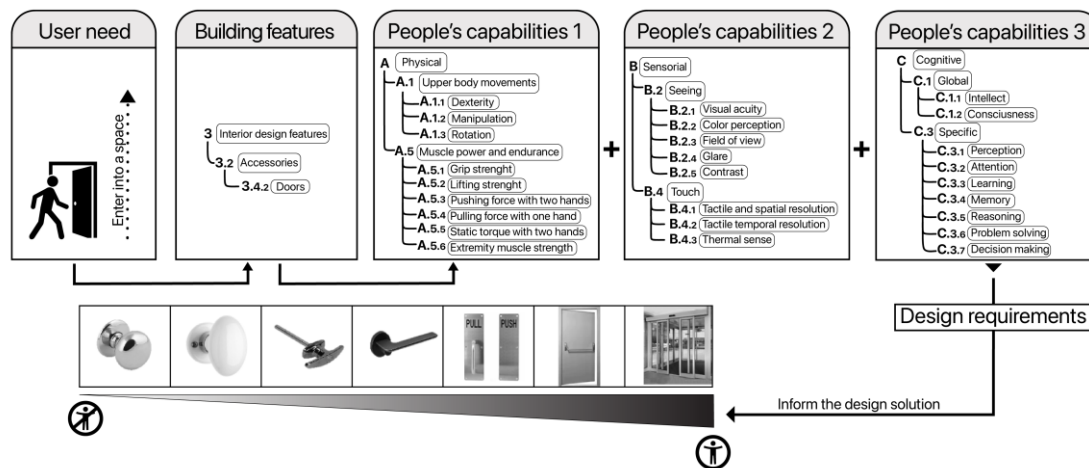 User need
Enter into a space
Building features
3 Interior design features
3.2 Accessories
3.4.2 Doors
People's capabilities 1
A Physical
A.1 Upper body movements
A.1.1 Dexterity
A.1.2 Manipulation
A.1.3 Rotation
A.5 Muscle power and endurance
A.5.1 Grip strenght
A.5.2 Lifting strenght
A.5.3 Pushing force with two hands
A.5.4 Pulling force with one hand
A.5.5 Static torque with two hands
A.5.6 Extremity muscle strength
+
People's capabilities 2
B Sensorial
B.2 Seeing
B.2.1 Visual acuity
B.2.2 Color perception
B.2.3 Field of view
B.2.4 Glare
B.2.5 Contrast
B.4 Touch
B.4.1 Tactile and spatial resolution
B.4.2 Tactile temporal resolution
B.4.3 Thermal sense
+
People's capabilities 3
C Cognitive
C.1 Global
C.1.1 Intellect
C.1.2 Consciusness
C.3 Specific
C.3.1 Perception
C.3.2 Attention
C.3.3 Learning
C.3.4 Memory
C.3.5 Reasoning
C.3.6 Problem solving
C.3.7 Decision making
Design requirements
PULL PUSH
Inform the design solution